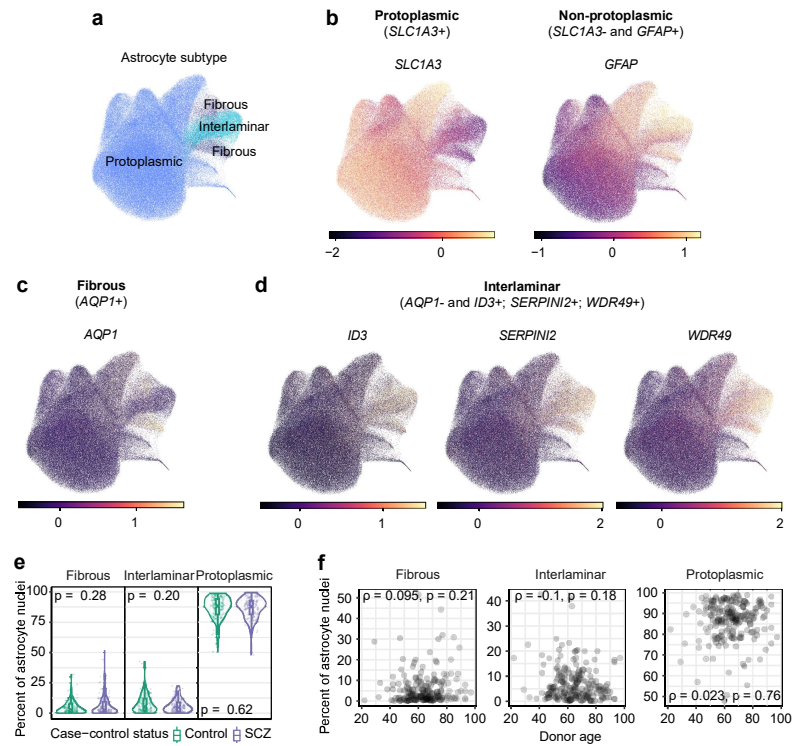 a
Astrocyte subtype
Fibrous
Interlaminar
Fibrous
Protoplasmic
b
Protoplasmic
(SLC1A3+)
Non-protoplasmic
(SLC1A3- and GFAP+)
SLC1A3
GFAP
−2 0
−1 0 1
c
Fibrous
(AQP1+)
AQP1
0 1
d
Interlaminar
(AQP1- and ID3+; SERPINI2+; WDR49+)
ID3
SERPINI2
WDR49
0 1
0 2
0 2
e
Fibrous Interlaminar Protoplasmic
Percent of astrocyte nuclei
100
75
50
25
0
p = 0.28
p = 0.20
p = 0.62
Case−control status Control SCZ
f
Fibrous
Interlaminar
Protoplasmic
Percent of astrocyte nuclei
ρ = 0.095, p = 0.21
50
40
30
20
10
0
20 40 60 80 100
ρ = -0.1, p = 0.18
40
30
20
10
0
20 40 60 80 100
100
90
80
70
60
50
ρ = 0.023, p = 0.76
20 40 60 80 100
Donor age